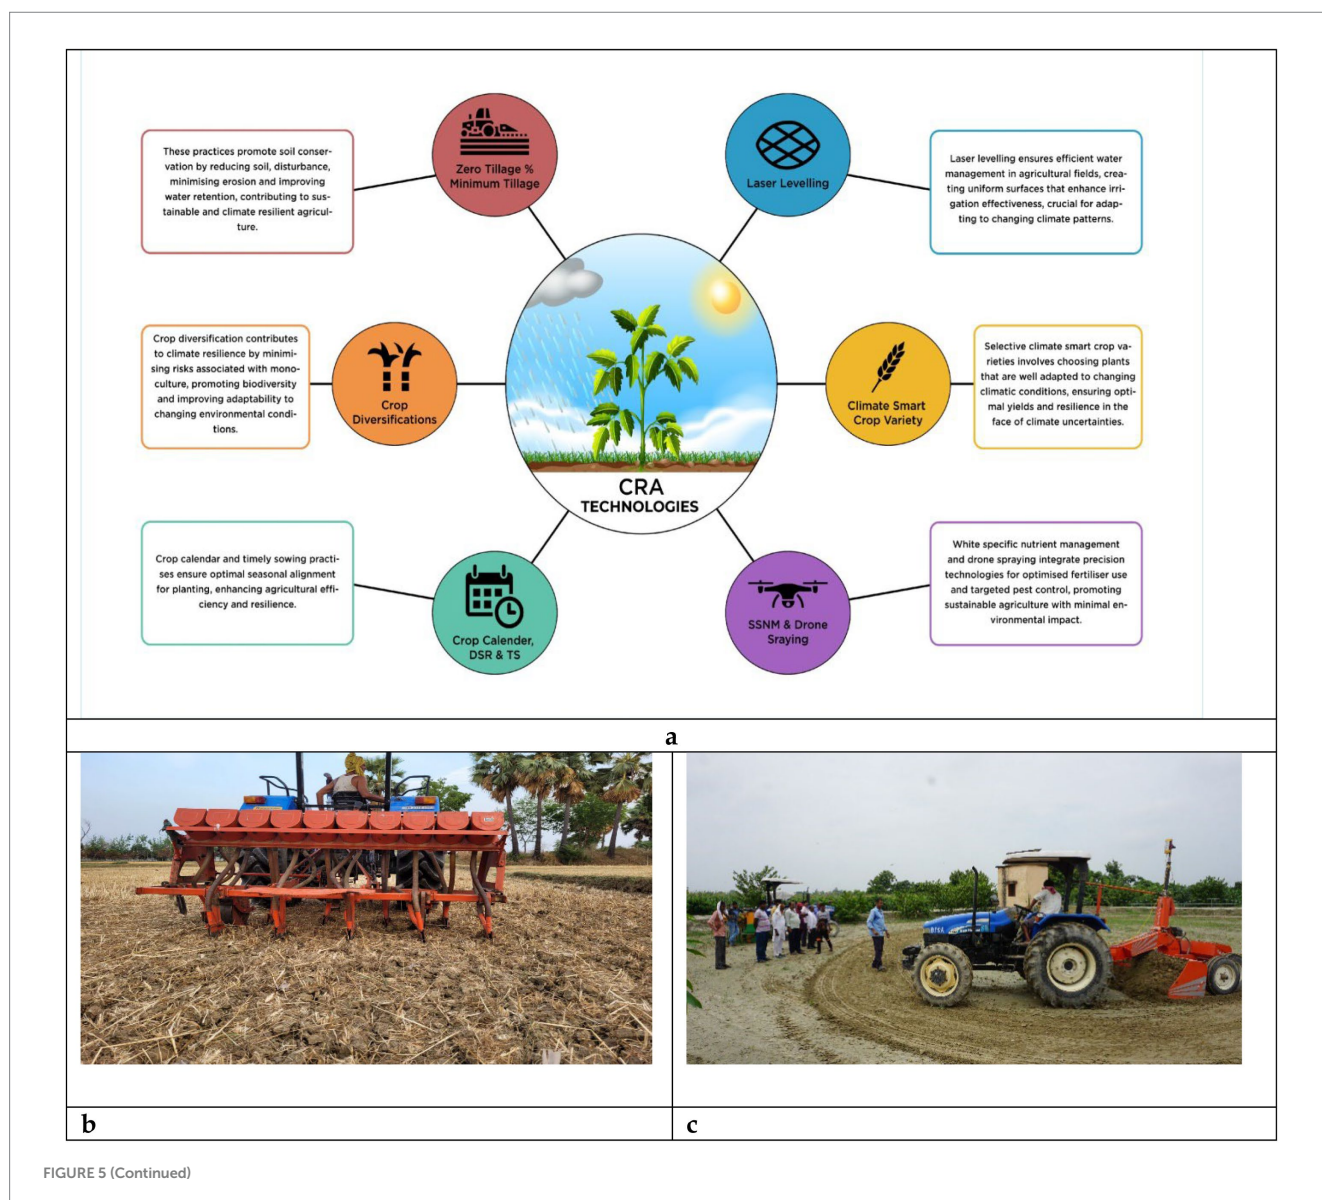 These practices promote soil conser-
vation by reducing soil, disturbance,
minimising erosion and improving
water retention, contributing to sus-
tainable and climate resilient agricul-
ture.
Zero Tillage %
Minimum Tillage
Laser Levelling
Laser levelling ensures efficient water
management in agricultural fields, crea-
ting uniform surfaces that enhance irri-
gation effectiveness, crucial for adap-
ting to changing climate patterns.
Crop diversification contributes
to climate resilience by minimi-
sing risks associated with mono-
culture, promoting biodiversity
and improving adaptability to
changing environmental condi-
tions.
Crop
Diversifications
CRA
TECHNOLOGIES
Climate Smart
Crop Variety
Selective climate smart crop va-
rieties involves choosing plants
that are well adapted to changing
climatic conditions, ensuring opti-
mal yields and resilience in the
face of climate uncertainties.
Crop calendar and timely sowing practi-
ses ensure optimal seasonal alignment
for planting, enhancing agricultural effi-
ciency and resilience.
Crop Calender,
DSR & TS
SSNM & Drone
Sraying
White specific nutrient management
and drone spraying integrate precision
technologies for optimised fertiliser use
and targeted pest control, promoting
sustainable agriculture with minimal en-
vironmental impact.
a
b
c
FIGURE 5 (Continued)